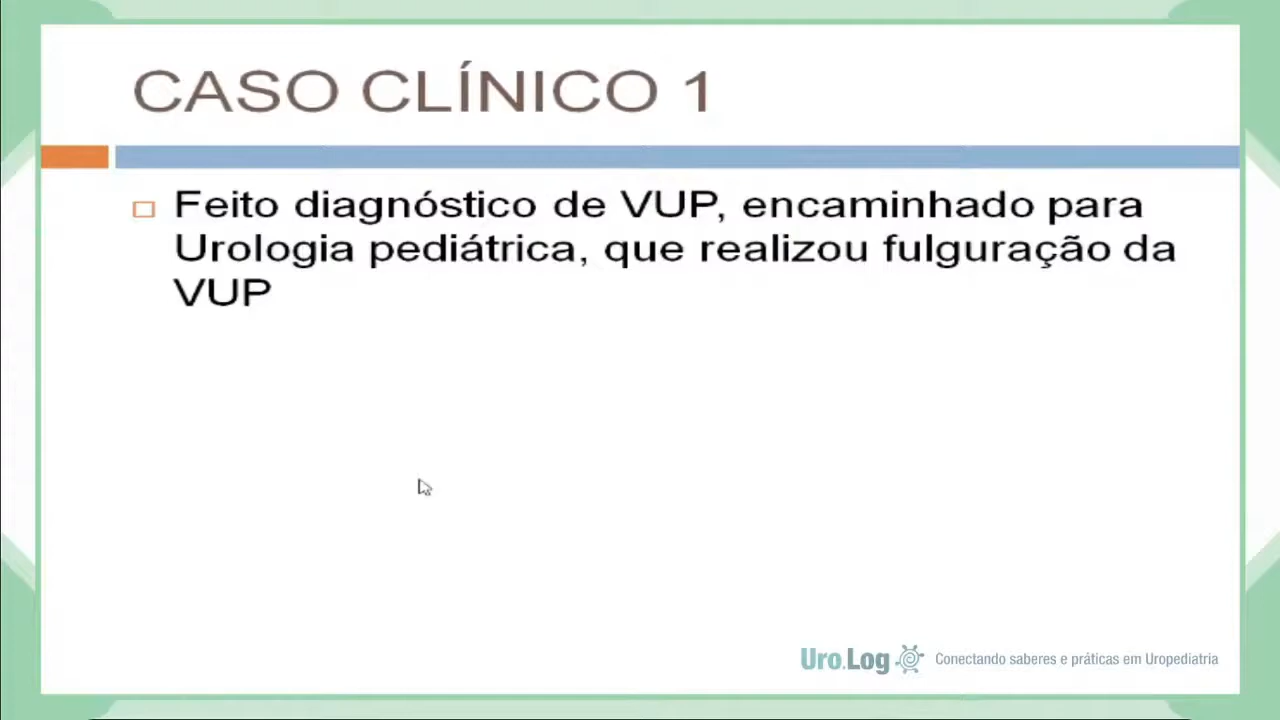 CASO CLÍNICO 1
Feito diagnóstico de VUP, encaminhado para
Urologia pediátrica, que realizou fulguração da
VUP
Uro.Log Conectando saberes e práticas em Uropediatria